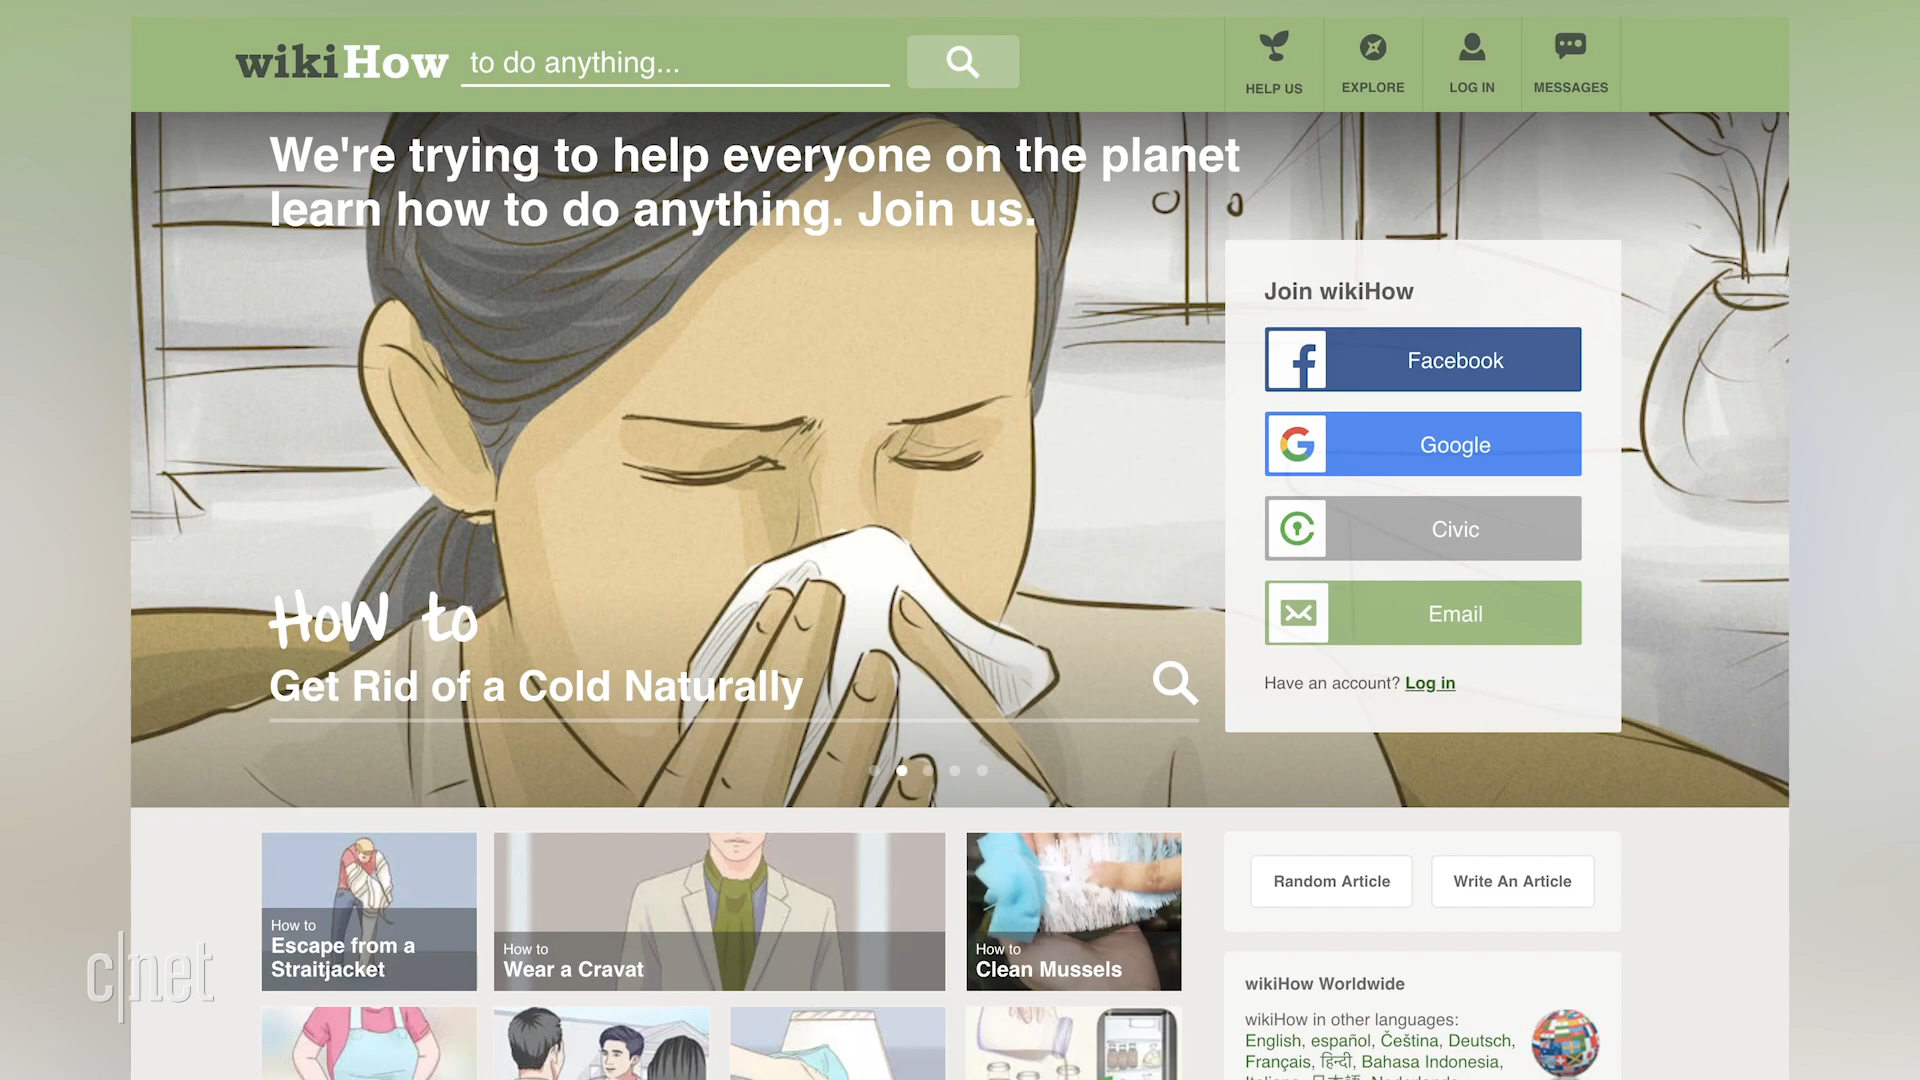 wikiHow to do anything...
HELP US
EXPLORE
LOG IN
MESSAGES
We're trying to help everyone on the planet
learn how to do anything. Join us.
Join wikiHow
Facebook
Google
Civic
Email
Have an account? Log in
How to
Get Rid of a Cold Naturally
How to
Escape from a
Straitjacket
How to
Wear a Cravat
How to
Clean Mussels
Random Article
Write An Article
wikiHow Worldwide
wikiHow in other languages:
English, español, Čeština, Deutsch,
Français, हिन्दी, Bahasa Indonesia,
c|net